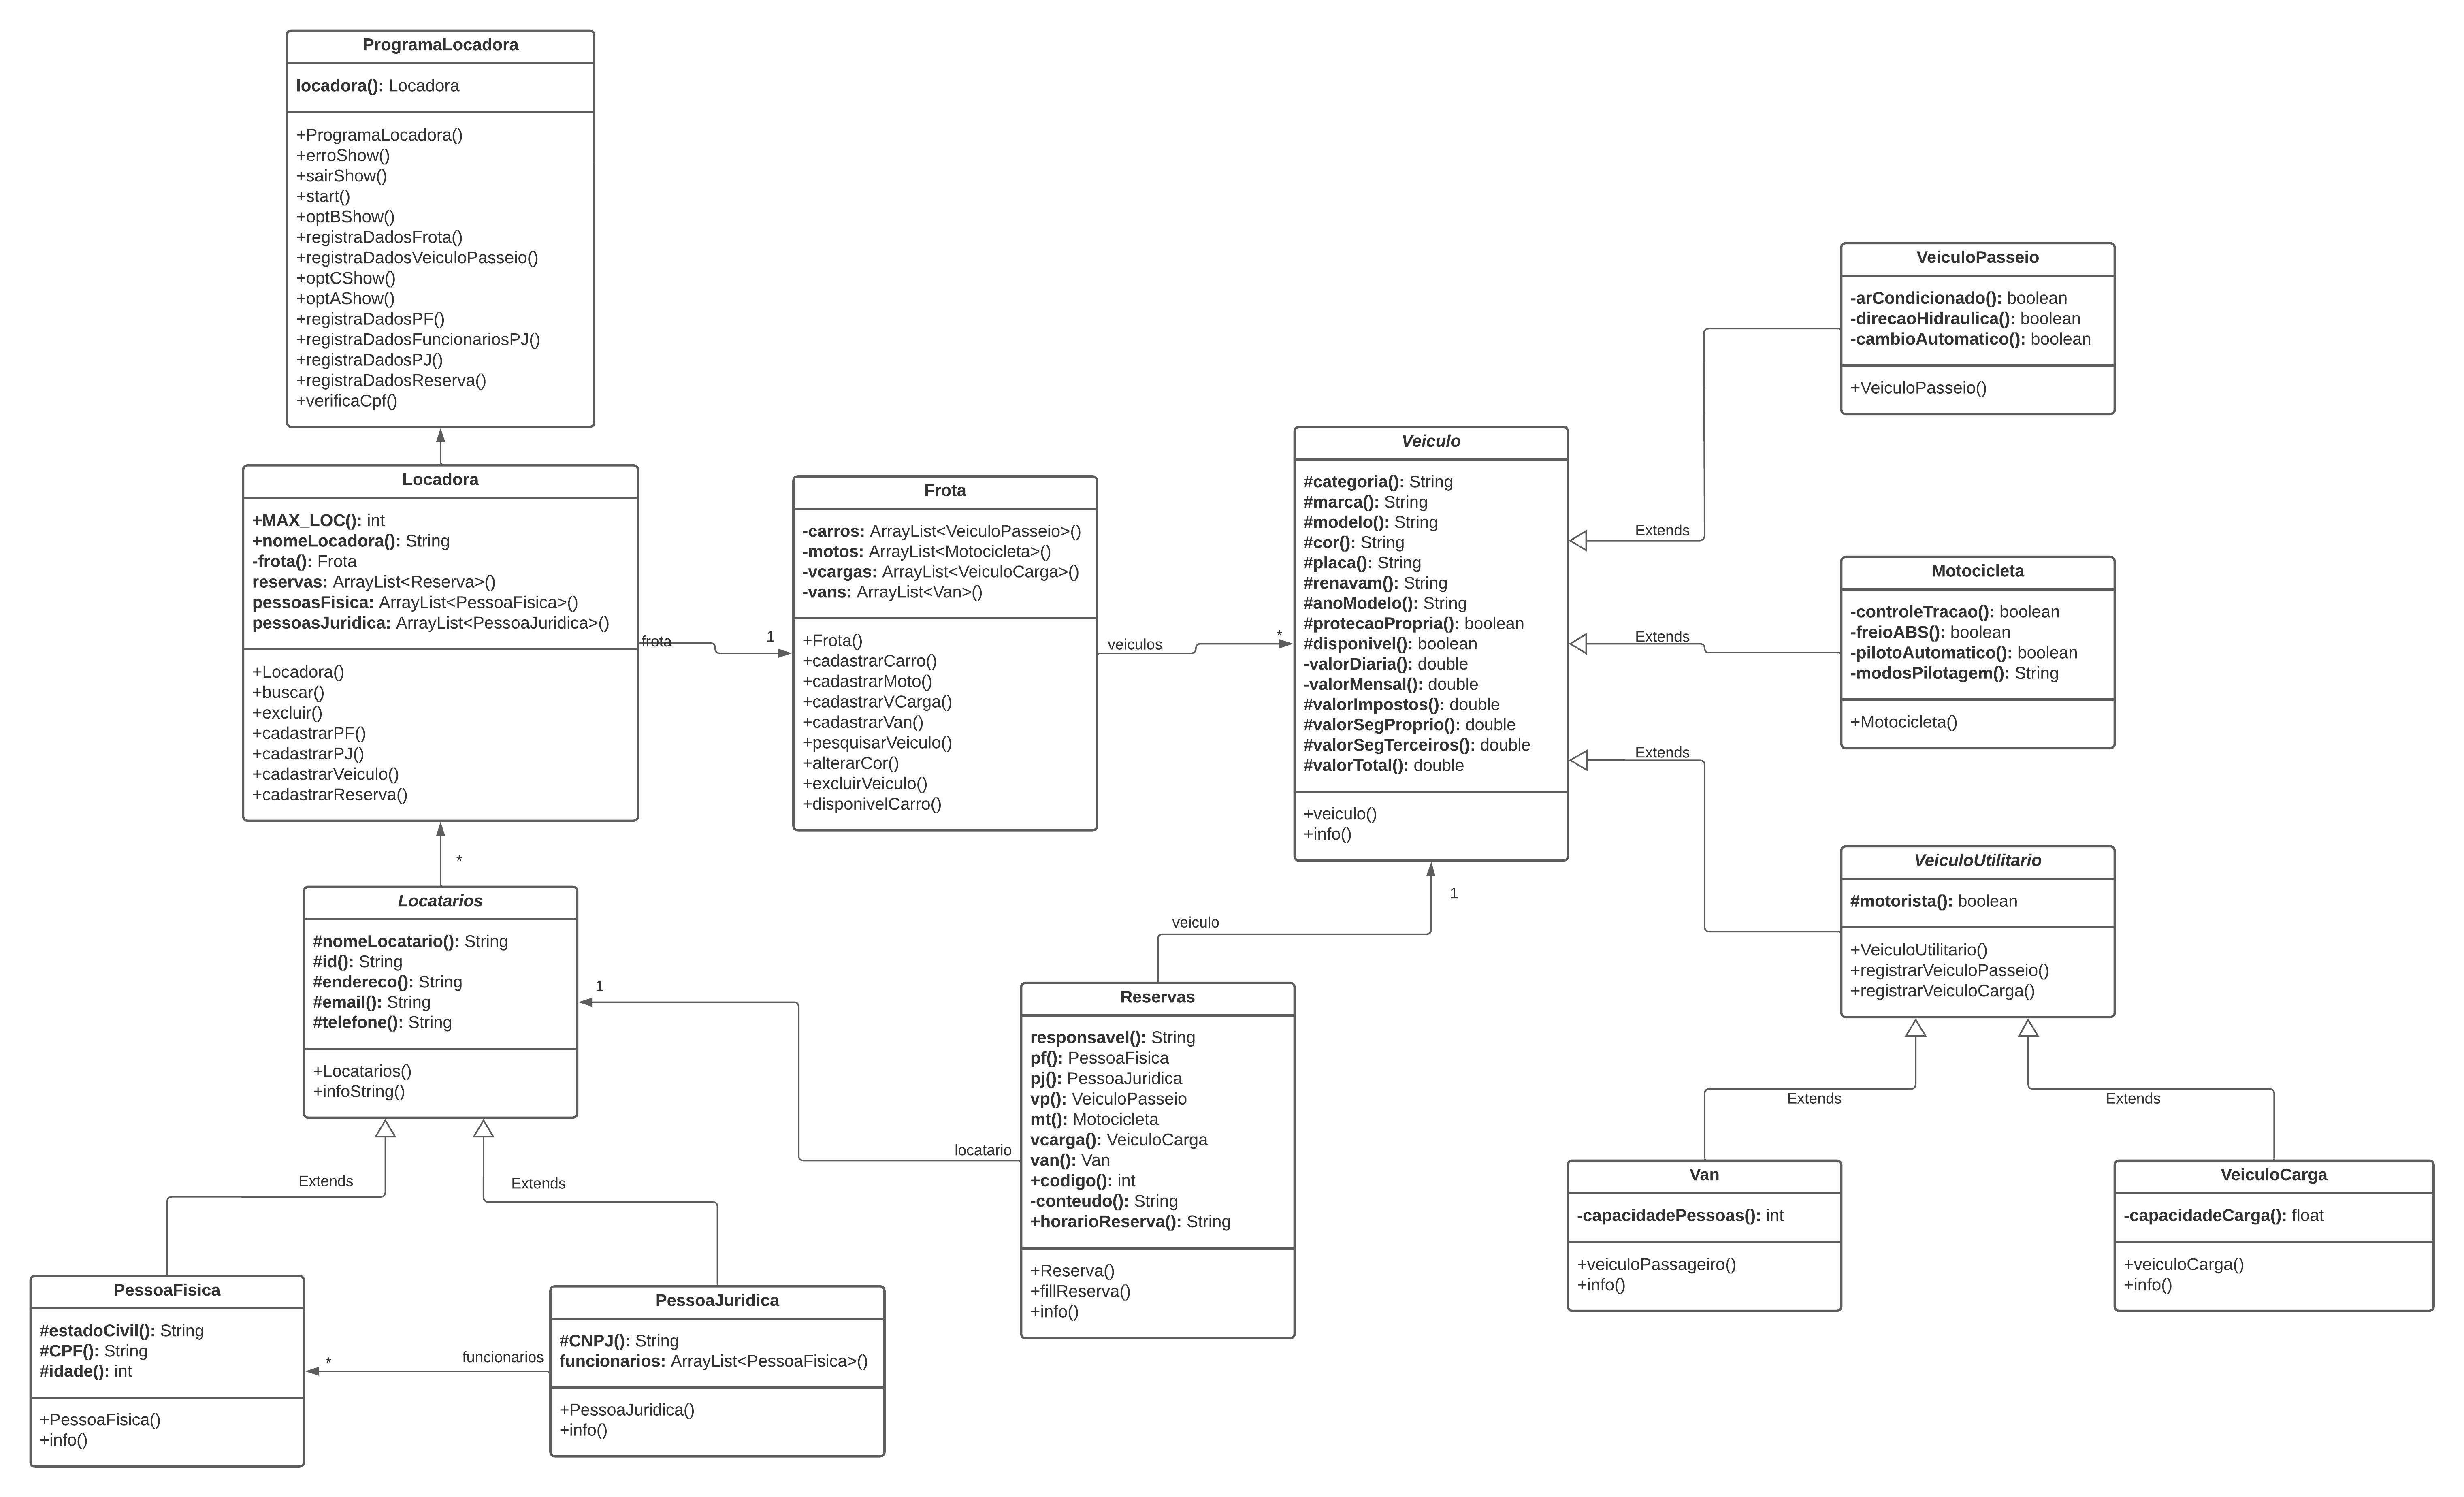 ProgramaLocadora
locadora(): Locadora
+ProgramaLocadora()
+erroShow()
+sairShow()
+start()
+optBShow()
+registraDadosFrota()
+registraDadosVeiculoPasseio()
+optCShow()
+optAShow()
+registraDadosPF()
+registraDadosFuncionariosPJ()
+registraDadosPJ()
+registraDadosReserva()
+verificaCpf()
Locadora
+MAX_LOC(): int
+nomeLocadora(): String
-frota(): Frota
reservas: ArrayList<Reserva>()
pessoasFisica: ArrayList<PessoaFisica>()
pessoasJuridica: ArrayList<PessoaJuridica>()
+Locadora()
+buscar()
+excluir()
+cadastrarPF()
+cadastrarPJ()
+cadastrarVeiculo()
+cadastrarReserva()
frota
1
Frota
-carros: ArrayList<VeiculoPasseio>()
-motos: ArrayList<Motocicleta>()
-vcargas: ArrayList<VeiculoCarga>()
-vans: ArrayList<Van>()
+Frota()
+cadastrarCarro()
+cadastrarMoto()
+cadastrarVCarga()
+cadastrarVan()
+pesquisarVeiculo()
+alterarCor()
+excluirVeiculo()
+disponivelCarro()
veiculos
*
Veiculo
#categoria(): String
#marca(): String
#modelo(): String
#cor(): String
#placa(): String
#renavam(): String
#anoModelo(): String
#protecaoPropria(): boolean
#disponivel(): boolean
-valorDiaria(): double
-valorMensal(): double
#valorImpostos(): double
#valorSegProprio(): double
#valorSegTerceiros(): double
#valorTotal(): double
+veiculo()
+info()
Extends
Extends
Extends
VeiculoPasseio
-arCondicionado(): boolean
-direcaoHidraulica(): boolean
-cambioAutomatico(): boolean
+VeiculoPasseio()
Motocicleta
-controleTracao(): boolean
-freioABS(): boolean
-pilotoAutomatico(): boolean
-modosPilotagem(): String
+Motocicleta()
VeiculoUtilitario
#motorista(): boolean
+VeiculoUtilitario()
+registrarVeiculoPasseio()
+registrarVeiculoCarga()
*
Locatarios
#nomeLocatario(): String
#id(): String
#endereco(): String
#email(): String
#telefone(): String
+Locatarios()
+infoString()
1
locatario
veiculo
1
Reservas
responsavel(): String
pf(): PessoaFisica
pj(): PessoaJuridica
vp(): VeiculoPasseio
mt(): Motocicleta
vcarga(): VeiculoCarga
van(): Van
+codigo(): int
-conteudo(): String
+horarioReserva(): String
+Reserva()
+fillReserva()
+info()
Extends
Extends
Van
-capacidadePessoas(): int
+veiculoPassageiro()
+info()
VeiculoCarga
-capacidadeCarga(): float
+veiculoCarga()
+info()
Extends
Extends
PessoaFisica
#estadoCivil(): String
#CPF(): String
#idade(): int
+PessoaFisica()
+info()
*
funcionarios
PessoaJuridica
#CNPJ(): String
funcionarios: ArrayList<PessoaFisica>()
+PessoaJuridica()
+info()